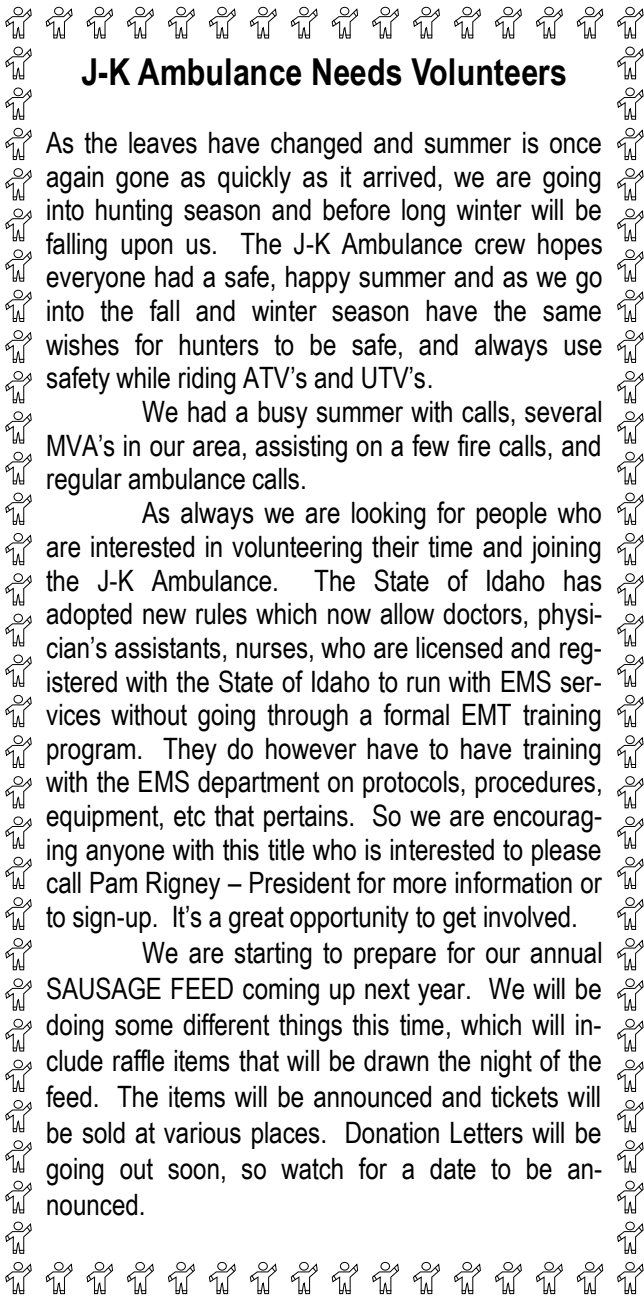 J-K Ambulance Needs Volunteers
As the leaves have changed and summer is once
again gone as quickly as it arrived, we are going
into hunting season and before long winter will be
falling upon us.  The J-K Ambulance crew hopes
everyone had a safe, happy summer and as we go
into the fall and winter season have the same
wishes for hunters to be safe, and always use
safety while riding ATV's and UTV's.
We had a busy summer with calls, several
MVA's in our area, assisting on a few fire calls, and
regular ambulance calls.
As always we are looking for people who
are interested in volunteering their time and joining
the J-K Ambulance.  The State of Idaho has
adopted new rules which now allow doctors, physi-
cian's assistants, nurses, who are licensed and reg-
istered with the State of Idaho to run with EMS ser-
vices without going through a formal EMT training
program.  They do however have to have training
with the EMS department on protocols, procedures,
equipment, etc that pertains.  So we are encourag-
ing anyone with this title who is interested to please
call Pam Rigney – President for more information or
to sign-up.  It's a great opportunity to get involved.
We are starting to prepare for our annual
SAUSAGE FEED coming up next year.  We will be
doing some different things this time, which will in-
clude raffle items that will be drawn the night of the
feed.  The items will be announced and tickets will
be sold at various places.  Donation Letters will be
going out soon, so watch for a date to be an-
nounced.